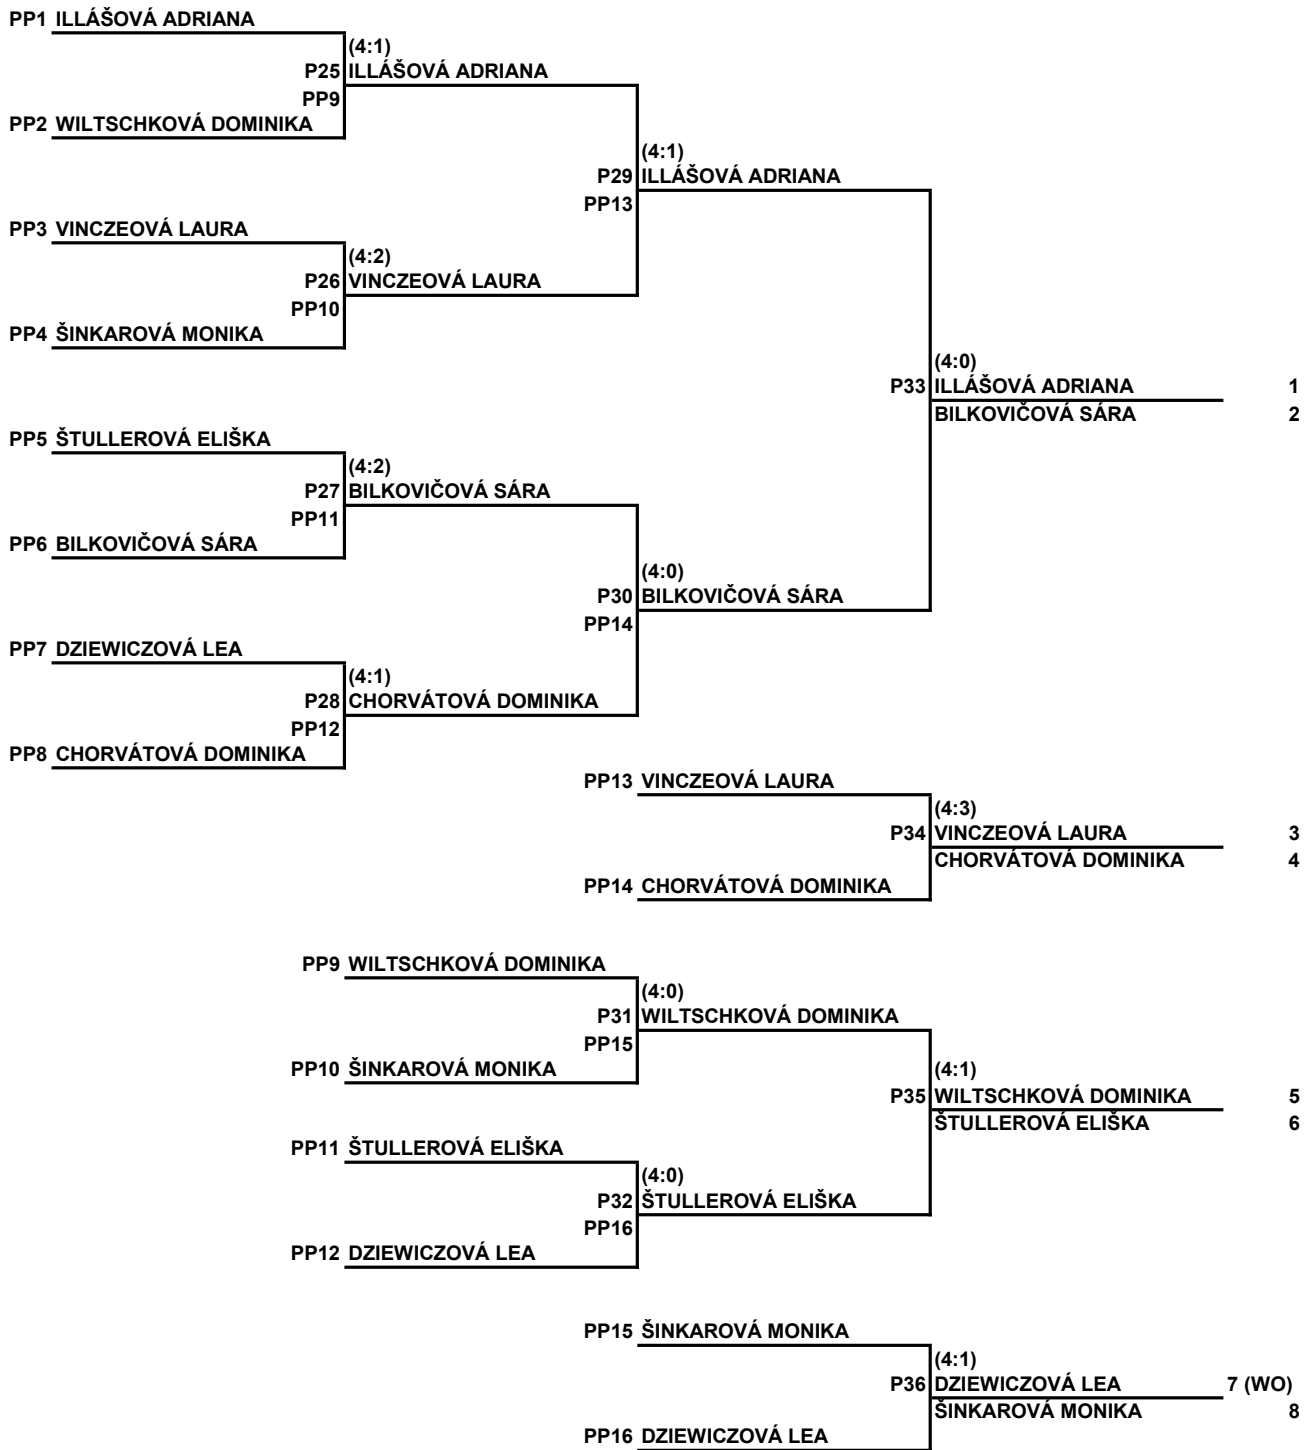 PP1 ILLÁŠOVÁ ADRIANA
(4:1)
P25 ILLÁŠOVÁ ADRIANA
PP9
PP2 WILTSCHKOVÁ DOMINIKA
(4:1)
P29 ILLÁŠOVÁ ADRIANA
PP13
PP3 VINCZEOVÁ LAURA
(4:2)
P26 VINCZEOVÁ LAURA
PP10
PP4 ŠINKAROVÁ MONIKA
(4:0)
P33 ILLÁŠOVÁ ADRIANA 1
BILKOVIČOVÁ SÁRA 2
PP5 ŠTULLEROVÁ ELIŠKA
(4:2)
P27 BILKOVIČOVÁ SÁRA
PP11
PP6 BILKOVIČOVÁ SÁRA
(4:0)
P30 BILKOVIČOVÁ SÁRA
PP14
PP7 DZIEWICZOVÁ LEA
(4:1)
P28 CHORVÁTOVÁ DOMINIKA
PP12
PP8 CHORVÁTOVÁ DOMINIKA
PP13 VINCZEOVÁ LAURA
(4:3)
P34 VINCZEOVÁ LAURA 3
CHORVÁTOVÁ DOMINIKA 4
PP14 CHORVÁTOVÁ DOMINIKA
PP9 WILTSCHKOVÁ DOMINIKA
(4:0)
P31 WILTSCHKOVÁ DOMINIKA
PP15
PP10 ŠINKAROVÁ MONIKA
(4:1)
P35 WILTSCHKOVÁ DOMINIKA 5
ŠTULLEROVÁ ELIŠKA 6
PP11 ŠTULLEROVÁ ELIŠKA
(4:0)
P32 ŠTULLEROVÁ ELIŠKA
PP16
PP12 DZIEWICZOVÁ LEA
PP15 ŠINKAROVÁ MONIKA
(4:1)
P36 DZIEWICZOVÁ LEA 7 (WO)
ŠINKAROVÁ MONIKA 8
PP16 DZIEWICZOVÁ LEA